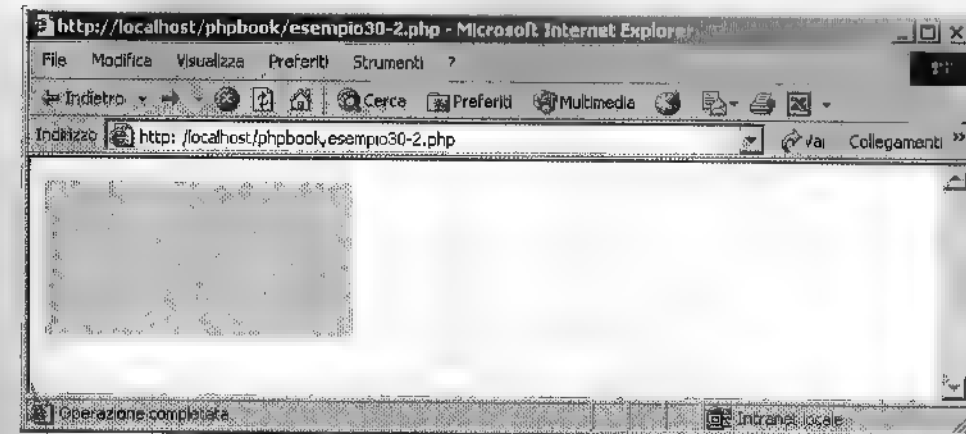 http://localhost/phpbook/esempio30-2.php - Microsoft Internet Explorer
File Modifica Visualizza Preferiti Strumenti ?
Indietro Cerca Preferiti Multimedia
Indirizzo http: /localhost/phpbook,esempio30-2.php Vai Collegamenti »
Operazione completata Intranet locale